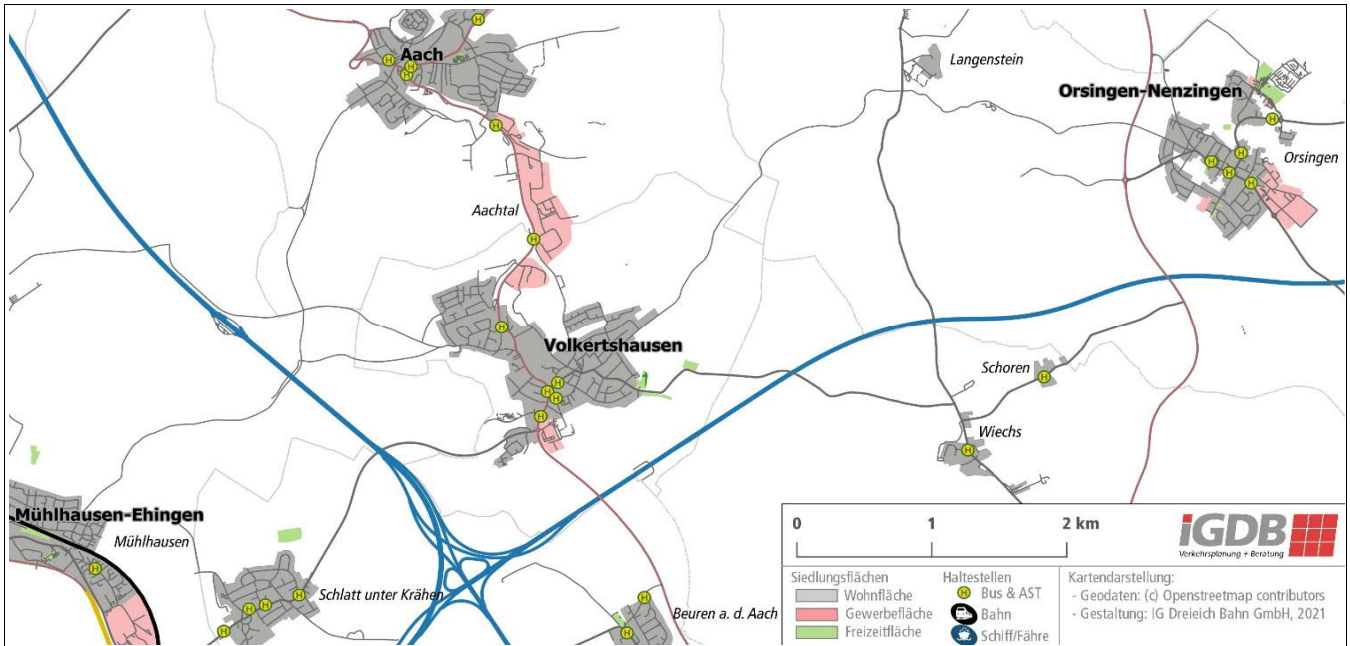 Aach
Langenstein
Orsingen-Nenzingen
Orsingen
Aachtal
Volkertshausen
Schoren
Wiechs
Mühlhausen-Ehingen
Mühlhausen
Schlatt unter Krähen
Beuren a. d. Aach
0 1 2 km
iGDB
Verkehrsplanung + Beratung
Siedlungsflächen
Wohnfläche
Gewerbefläche
Freizeitfläche
Haltestellen
H Bus & AST
Bahn
Schiff/Fähre
Kartendarstellung:
- Geodaten: (c) Openstreetmap contributors
- Gestaltung: IG Dreieich Bahn GmbH, 2021